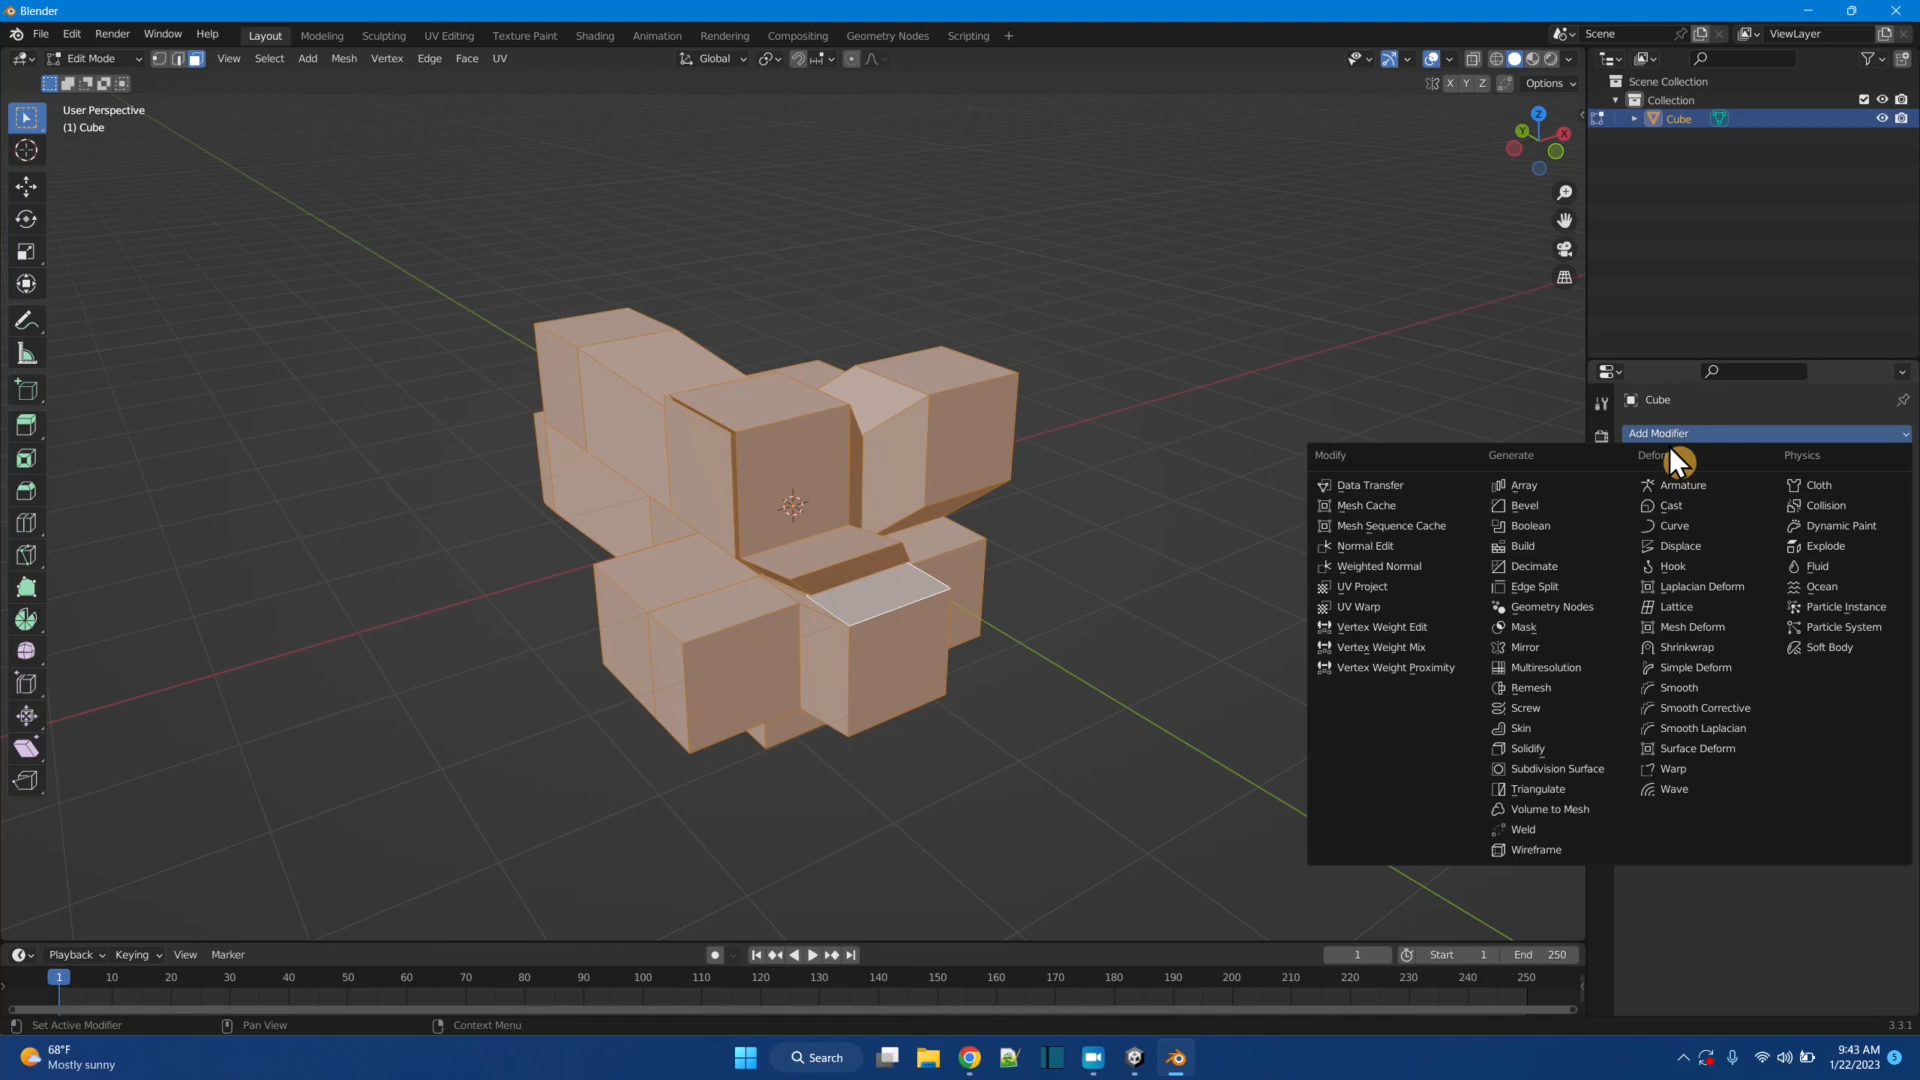 Blender
File Edit Render Window Help Layout Modeling Sculpting UV Editing Texture Paint Shading Animation Rendering Compositing Geometry Nodes Scripting + Scene ViewLayer
Edit Mode View Select Add Mesh Vertex Edge Face UV Global
X Y Z Options
User Perspective
(1) Cube
Z
Y
X
Scene Collection
Collection
Cube
Cube
Add Modifier
Modify Generate Defor Physics
Data Transfer Array Armature Cloth
Mesh Cache Bevel Cast Collision
Mesh Sequence Cache Boolean Curve Dynamic Paint
Normal Edit Build Displace Explode
Weighted Normal Decimate Hook Fluid
UV Project Edge Split Laplacian Deform Ocean
UV Warp Geometry Nodes Lattice Particle Instance
Vertex Weight Edit Mask Mesh Deform Particle System
Vertex Weight Mix Mirror Shrinkwrap Soft Body
Vertex Weight Proximity Multiresolution Simple Deform
Remesh Smooth
Screw Smooth Corrective
Skin Smooth Laplacian
Solidify Surface Deform
Subdivision Surface Warp
Triangulate Wave
Volume to Mesh
Weld
Wireframe
Playback Keying View Marker 1 Start 1 End 250
1 10 20 30 40 50 60 70 80 90 100 110 120 130 140 150 160 170 180 190 200 210 220 230 240 250
Set Active Modifier Pan View Context Menu 3.3.1
68°F
Mostly sunny
Search
9:43 AM
1/22/2023
5